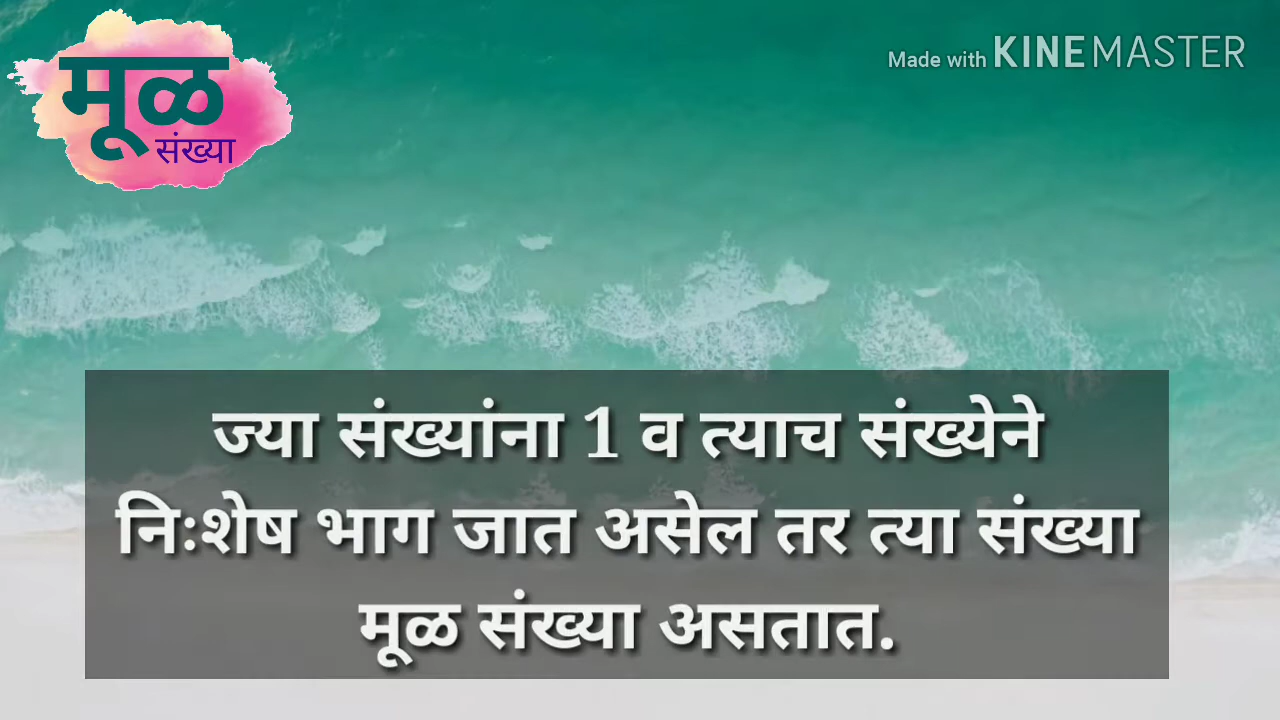 मूळ
संख्या
Made with KINEMASTER
ज्या संख्यांना 1 व त्याच संख्येने
निःशेष भाग जात असेल तर त्या संख्या
मूळ संख्या असतात.